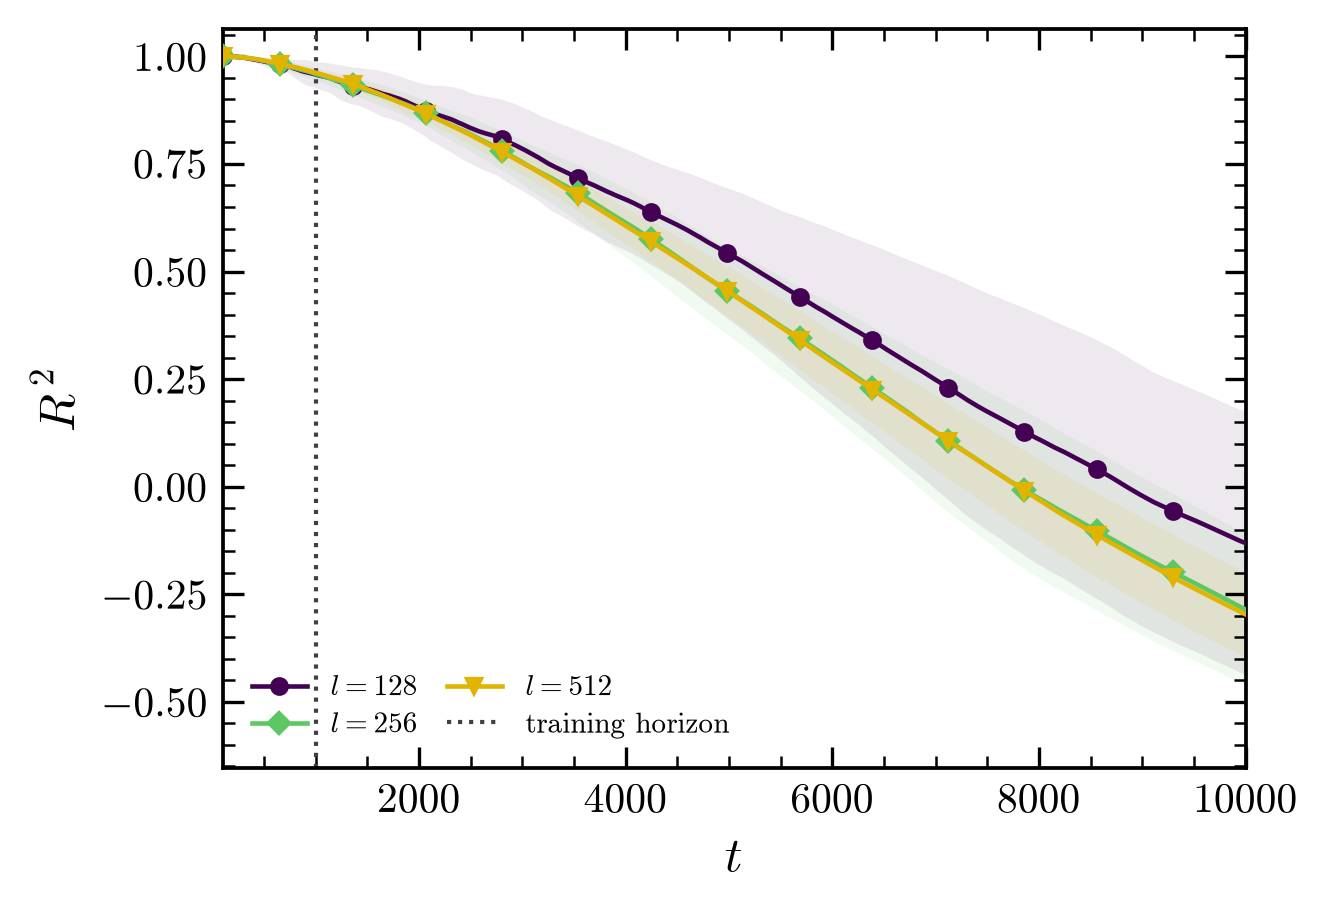 1.00
0.75
0.50
0.25
0.00
−0.25
−0.50
R²
l = 128
l = 512
l = 256
training horizon
2000 4000 6000 8000 10000
t